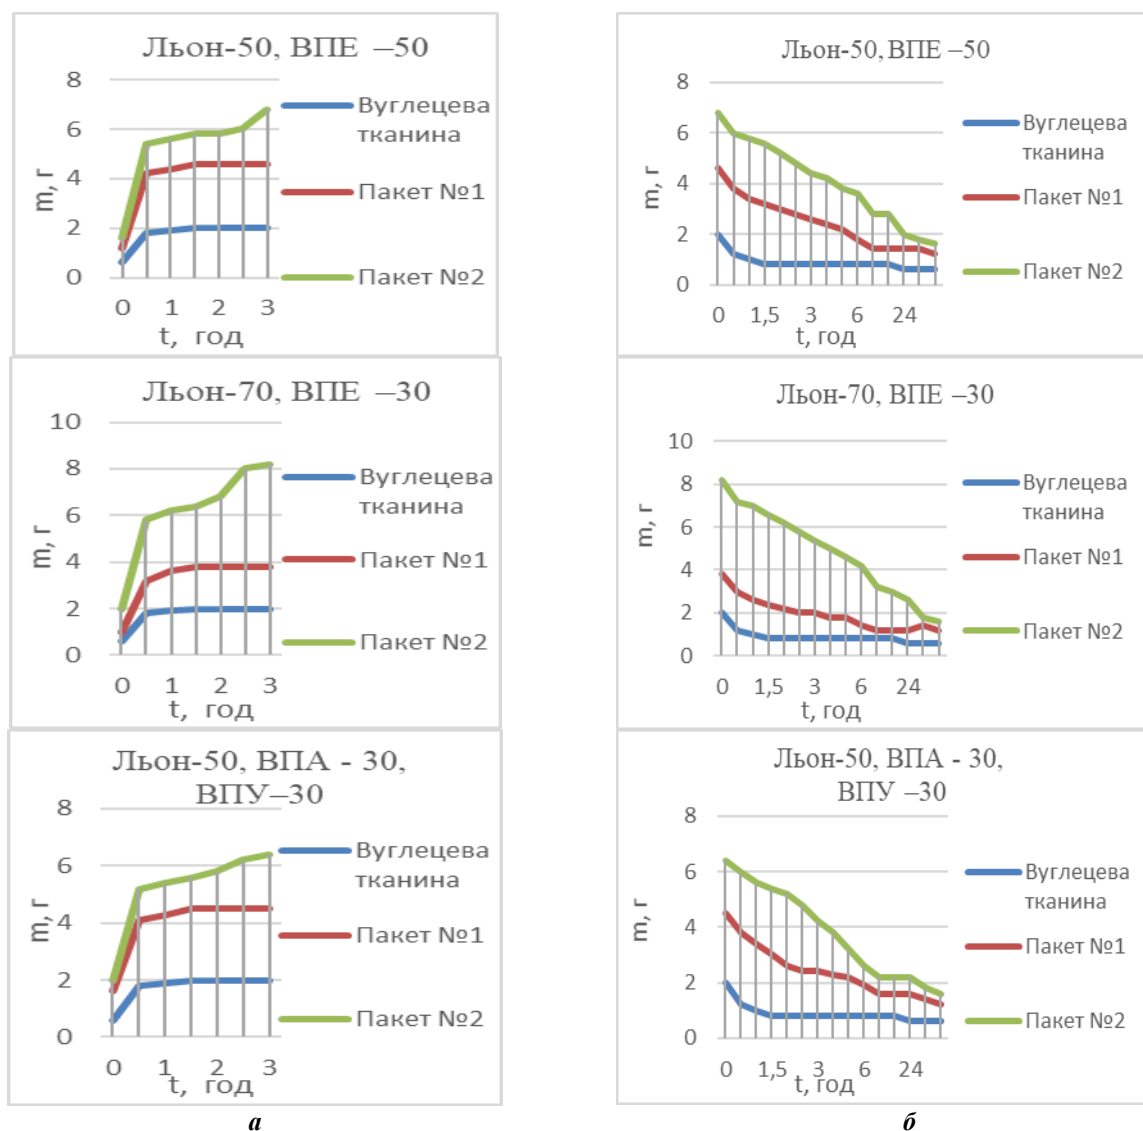 Льон-50, ВПЕ –50
8
6
4
2
0
m, г
0 1 2 3
t, год
Вуглецева
тканина
Пакет №1
Пакет №2
Льон-50, ВПЕ –50
8
6
4
2
0
m, г
0 1,5 3 6 24
t, год
Вуглецева
тканина
Пакет №1
Пакет №2
Льон-70, ВПЕ –30
10
8
6
4
2
0
m, г
0 1 2 3
t, год
Вуглецева
тканина
Пакет №1
Пакет №2
Льон-70, ВПЕ –30
10
8
6
4
2
0
m, г
0 1,5 3 6 24
t, год
Вуглецева
тканина
Пакет №1
Пакет №2
Льон-50, ВПА - 30,
ВПУ–30
8
6
4
2
0
m, г
0 1 2 3
t, год
Вуглецева
тканина
Пакет №1
Пакет №2
Льон-50, ВПА - 30,
ВПУ –30
8
6
4
2
0
m, г
0 1,5 3 6 24
t, год
Вуглецева
тканина
Пакет №1
Пакет №2
а
б